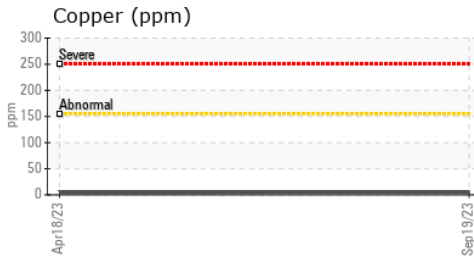 Copper (ppm)
300
Severe
250
200
150
Abnormal
100
50
0
ppm
Apr18/23
Sep19/23